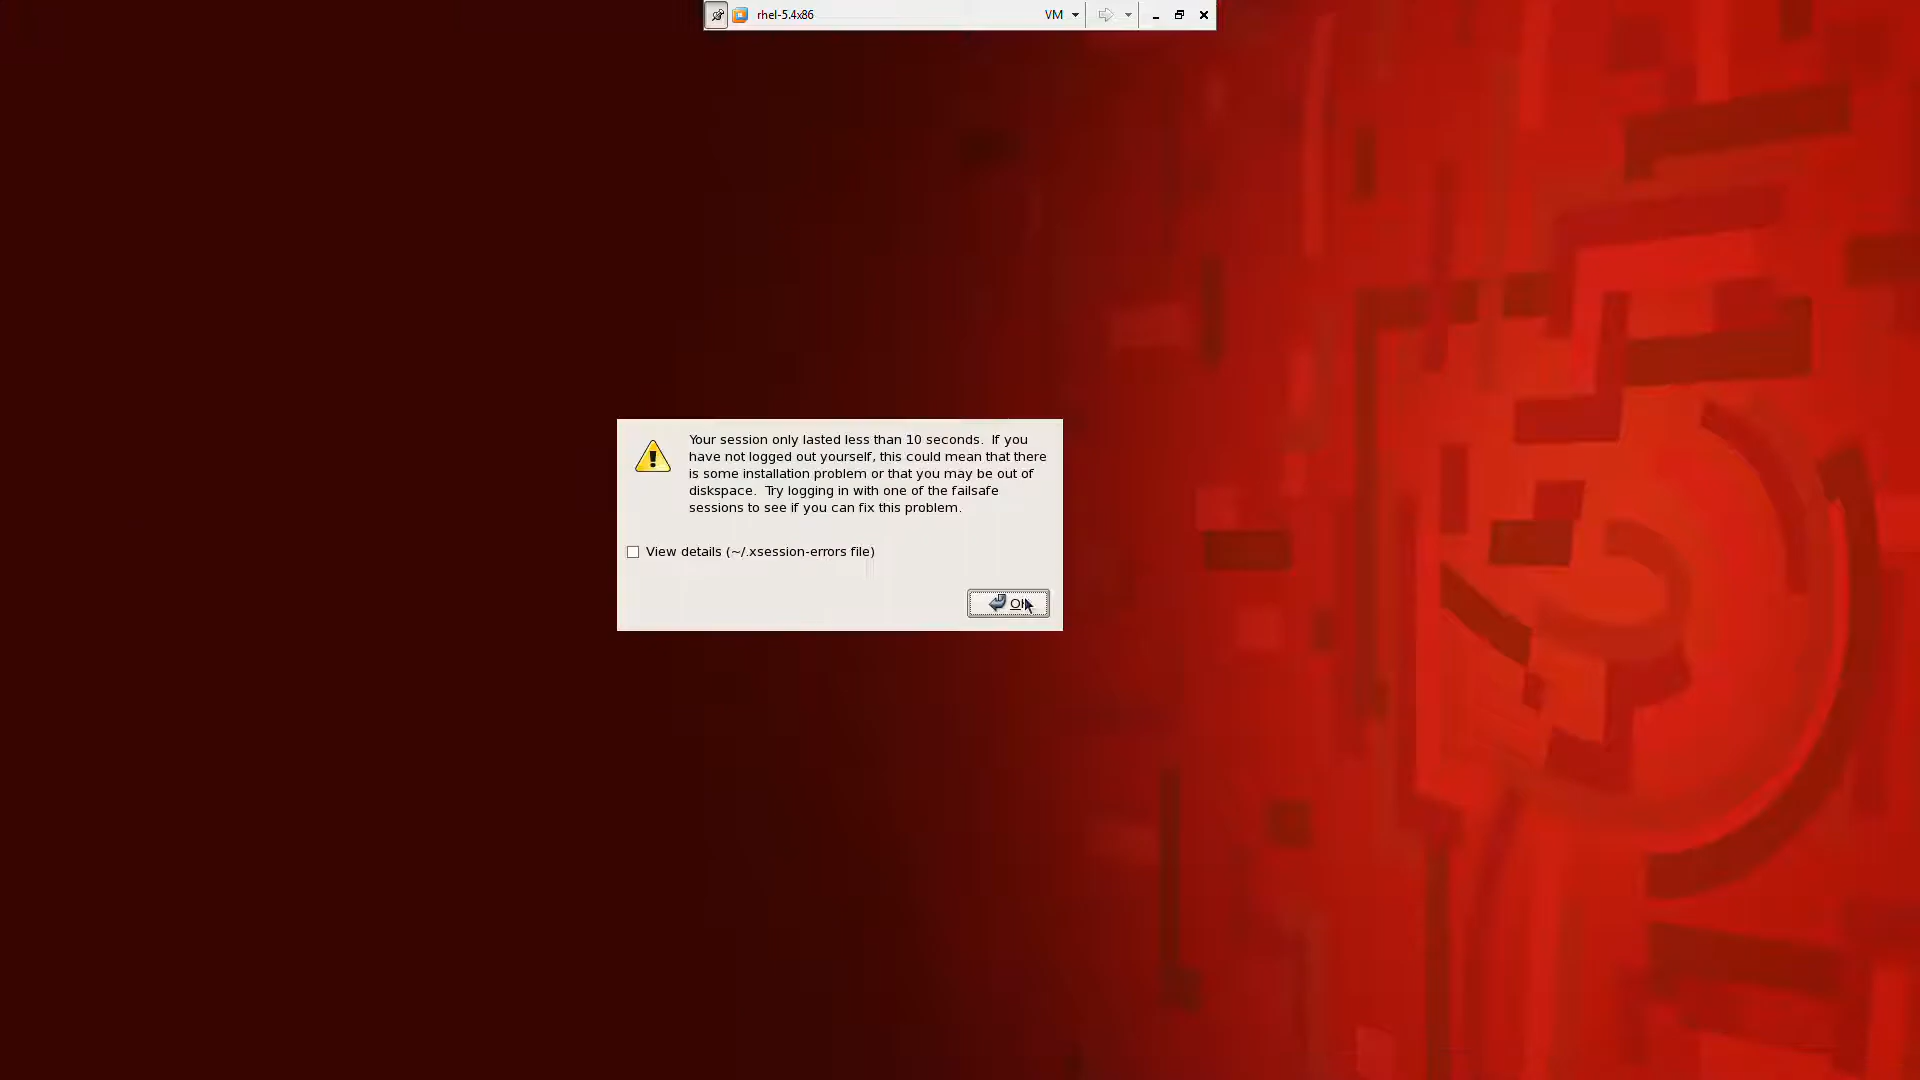 rhel-5.4x86 VM
Your session only lasted less than 10 seconds. If you
have not logged out yourself, this could mean that there
is some installation problem or that you may be out of
diskspace. Try logging in with one of the failsafe
sessions to see if you can fix this problem.
View details (~/.xsession-errors file)